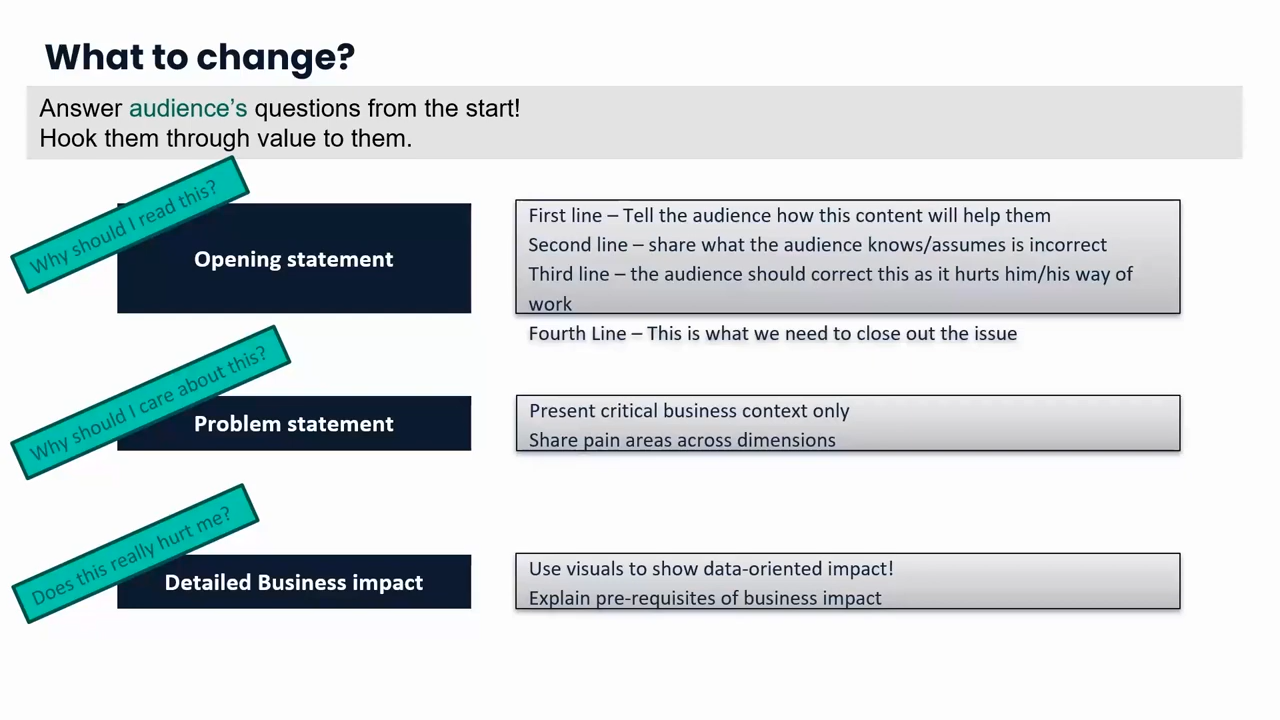 What to change?
Answer audience's questions from the start!
Hook them through value to them.
Why should I read this?
Opening statement
First line – Tell the audience how this content will help them
Second line – share what the audience knows/assumes is incorrect
Third line – the audience should correct this as it hurts him/his way of
work
Fourth Line – This is what we need to close out the issue
Why should I care about this?
Problem statement
Present critical business context only
Share pain areas across dimensions
Does this really hurt me?
Detailed Business impact
Use visuals to show data-oriented impact!
Explain pre-requisites of business impact